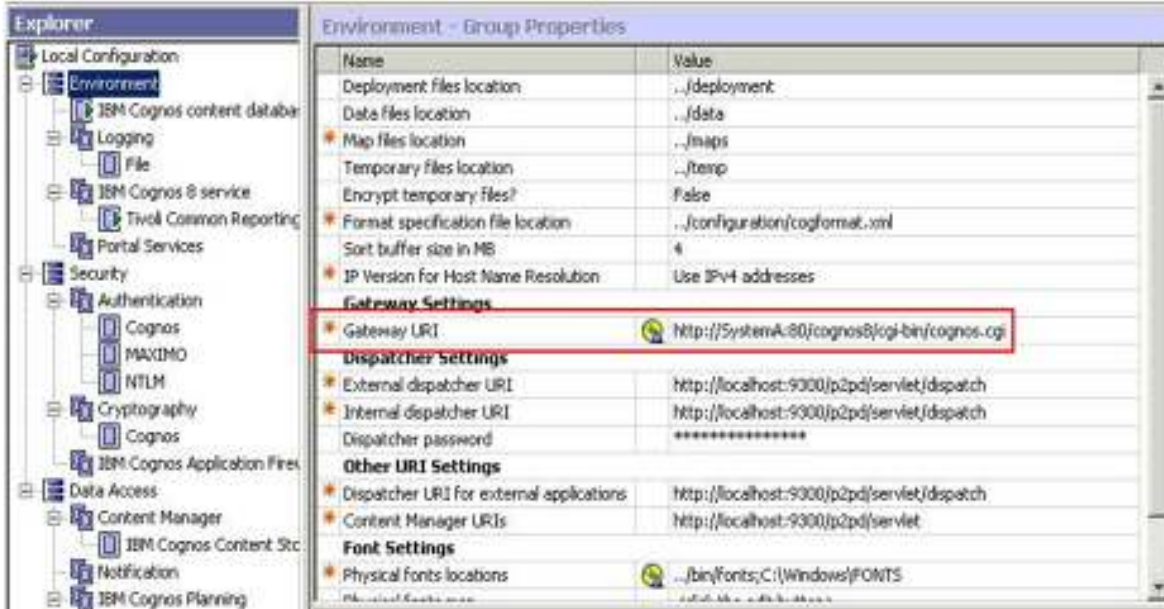 Explorer
Local Configuration
Environment
IBM Cognos content databa
Logging
File
IBM Cognos 8 service
Tivoli Common Reporting
Portal Services
Security
Authentication
Cognos
MAXIMO
NTLM
Cryptography
Cognos
IBM Cognos Application Firew
Data Access
Content Manager
IBM Cognos Content Sto
Notification
IBM Cognos Planning
Environment - Group Properties
Name Value
Deployment files location ../deployment
Data files location ../data
* Map files location ../maps
Temporary files location ../temp
Encrypt temporary files? False
* Format specification file location ../configuration/cogformat.xml
Sort buffer size in MB 4
* IP Version for Host Name Resolution Use IPv4 addresses
Gateway Settings
* Gateway URI http://SystemA:80/cognos8/cgi-bin/cognos.cgi
Dispatcher Settings
* External dispatcher URI http://localhost:9300/p2pd/servlet/dispatch
* Internal dispatcher URI http://localhost:9300/p2pd/servlet/dispatch
Dispatcher password ****************
Other URI Settings
* Dispatcher URI for external applications http://localhost:9300/p2pd/servlet/dispatch
* Content Manager URIs http://localhost:9300/p2pd/servlet
Font Settings
* Physical fonts locations ../bin/fonts;C:\Windows\FONTS